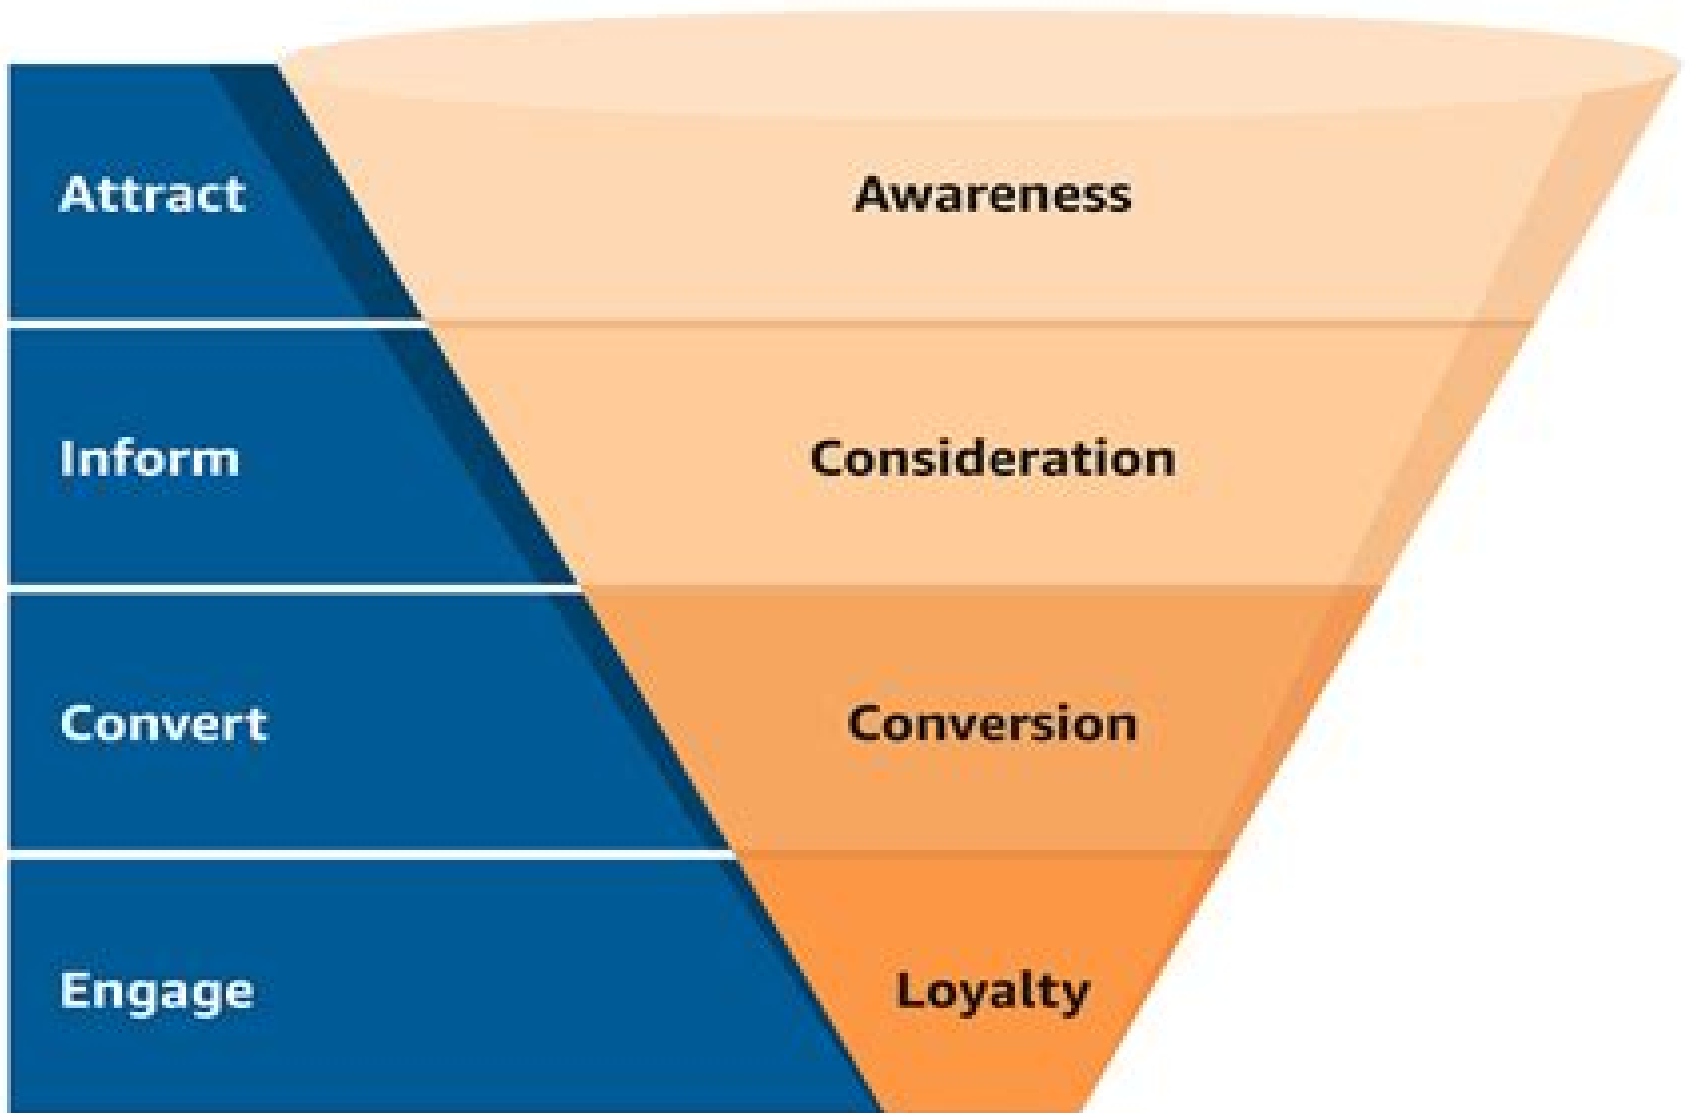 Attract
Awareness
Inform
Consideration
Convert
Conversion
Engage
Loyalty